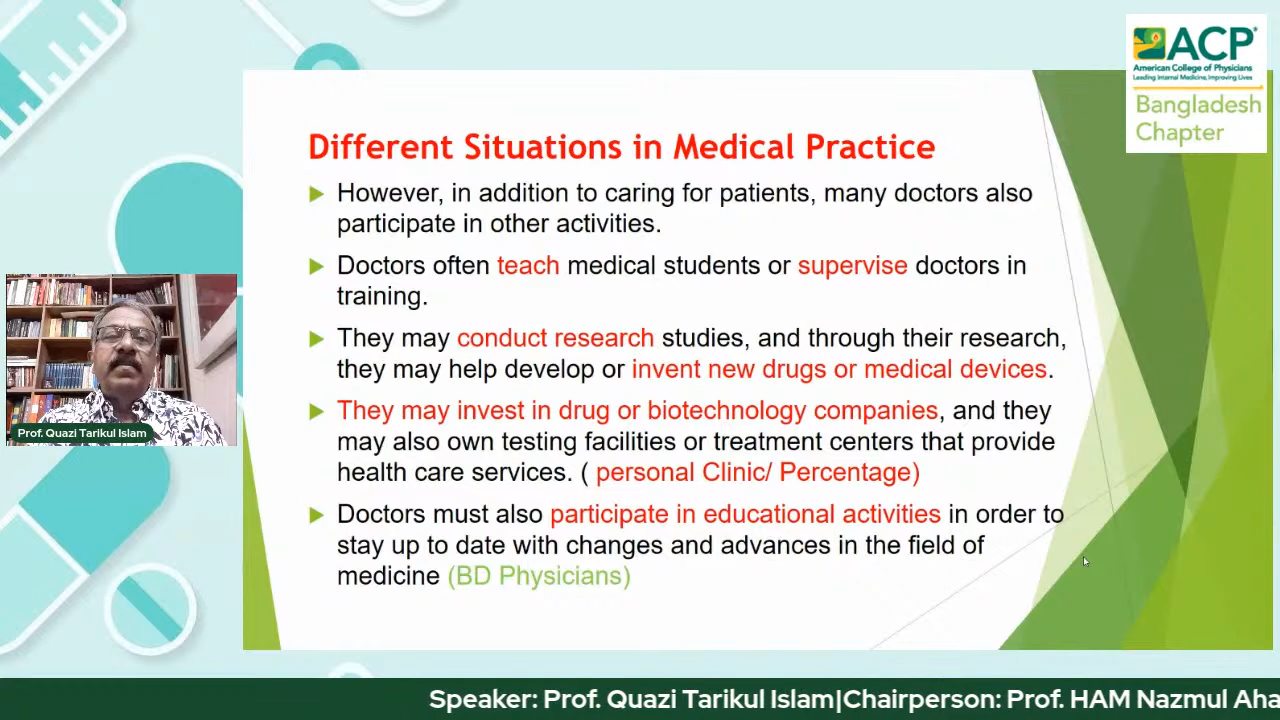 ACP®
American College of Physicians
Leading Internal Medicine, Improving Lives
Bangladesh
Chapter
Different Situations in Medical Practice
However, in addition to caring for patients, many doctors also
participate in other activities.
Doctors often teach medical students or supervise doctors in
training.
They may conduct research studies, and through their research,
they may help develop or invent new drugs or medical devices.
They may invest in drug or biotechnology companies, and they
may also own testing facilities or treatment centers that provide
health care services. ( personal Clinic/ Percentage)
Doctors must also participate in educational activities in order to
stay up to date with changes and advances in the field of
medicine (BD Physicians)
Prof. Quazi Tarikul Islam
Speaker: Prof. Quazi Tarikul Islam|Chairperson: Prof. HAM Nazmul Aha